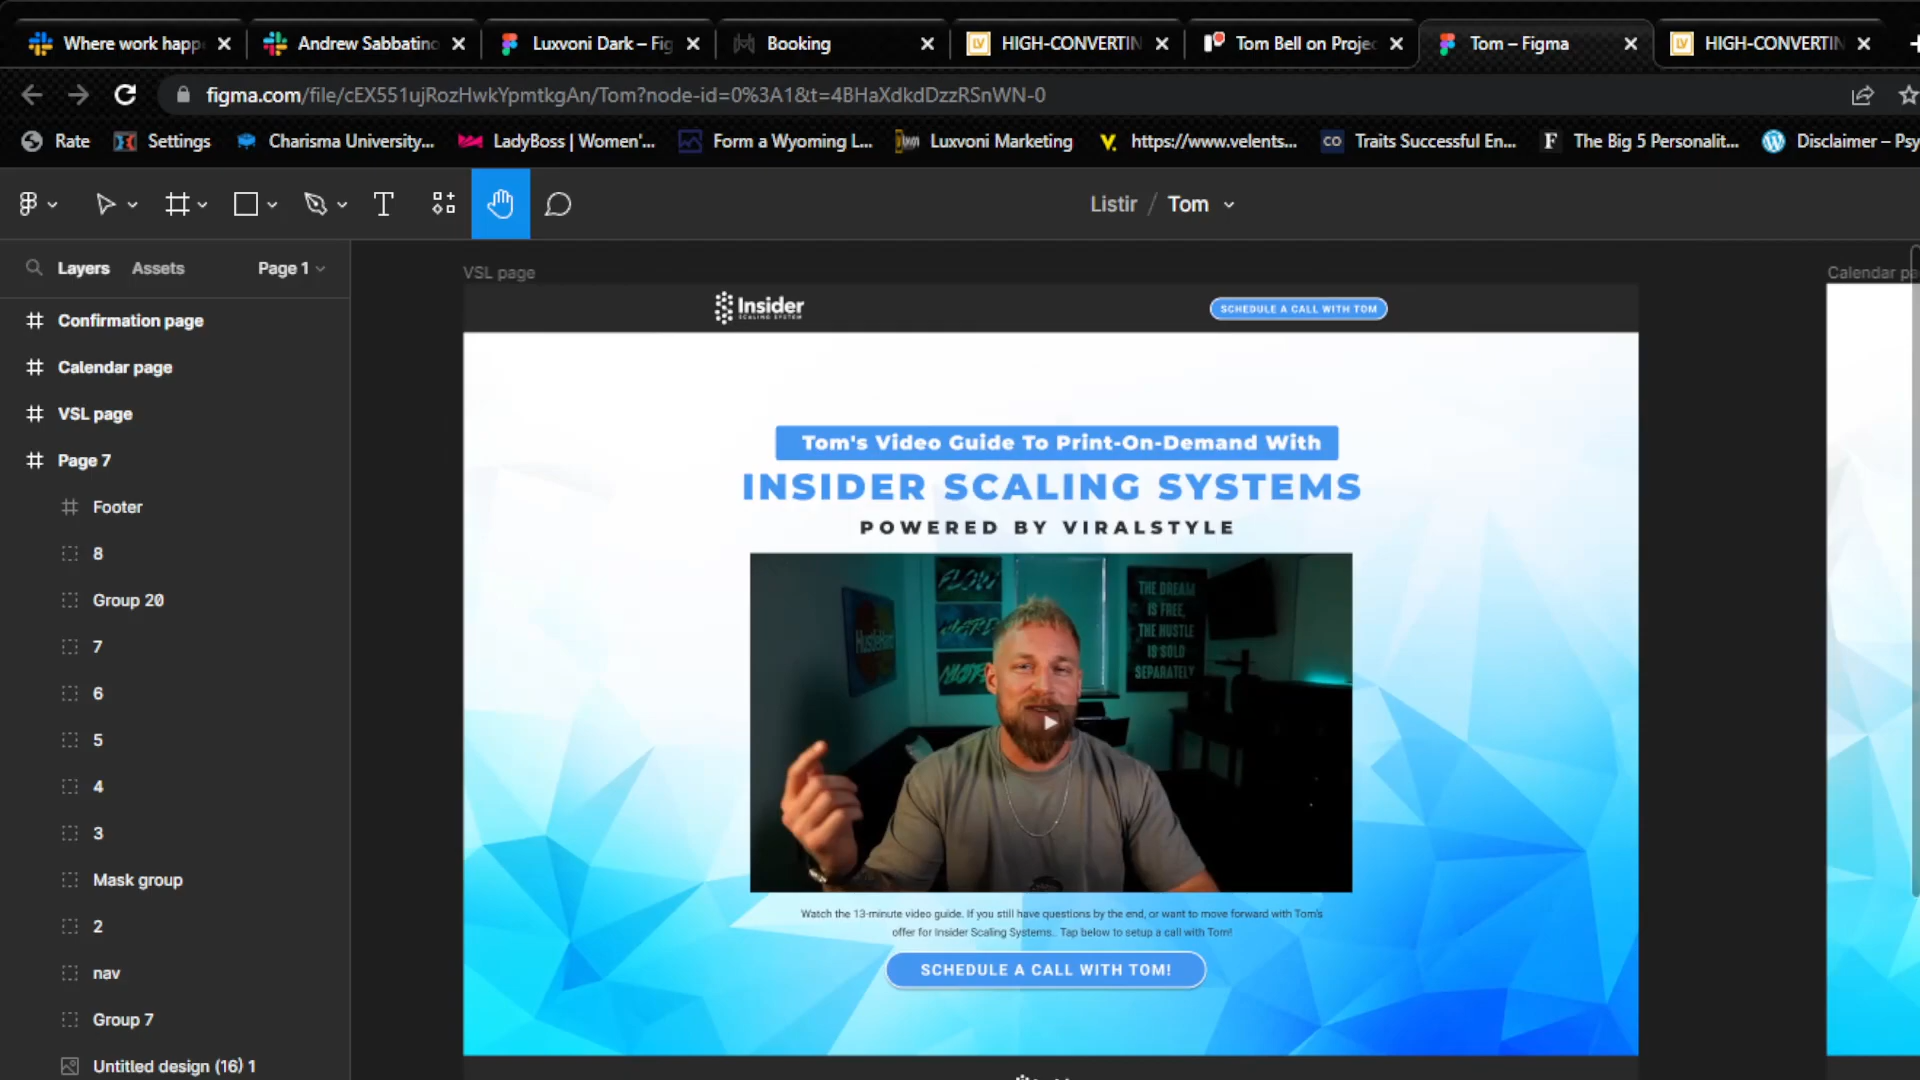 Where work happ
Andrew Sabbatino
Luxvoni Dark – Fig
Booking
HIGH-CONVERTIN
Tom Bell on Projec
Tom – Figma
HIGH-CONVERTIN
figma.com/file/cEX551ujRozHwkYpmtkgAn/Tom?node-id=0%3A1&t=4BHaXdkdDzzRSnWN-0
Rate
Settings
Charisma University...
LadyBoss | Women'...
Form a Wyoming L...
Luxvoni Marketing
https://www.velents...
CO
Traits Successful En...
F
The Big 5 Personalit...
Disclaimer – Psy
Listir / Tom
Layers
Assets
Page 1
Confirmation page
Calendar page
VSL page
Page 7
Footer
8
Group 20
7
6
5
4
3
Mask group
2
nav
Group 7
Untitled design (16) 1
VSL page
Calendar pa
Insider
SCALING SYSTEM
SCHEDULE A CALL WITH TOM
Tom's Video Guide To Print-On-Demand With
INSIDER SCALING SYSTEMS
POWERED BY VIRALSTYLE
FLOW
HARD
HustleHard
THE DREAM
IS FREE,
THE HUSTLE
IS SOLD
SEPARATELY
Watch the 13-minute video guide. If you still have questions by the end, or want to move forward with Tom's
offer for Insider Scaling Systems.. Tap below to setup a call with Tom!
SCHEDULE A CALL WITH TOM!